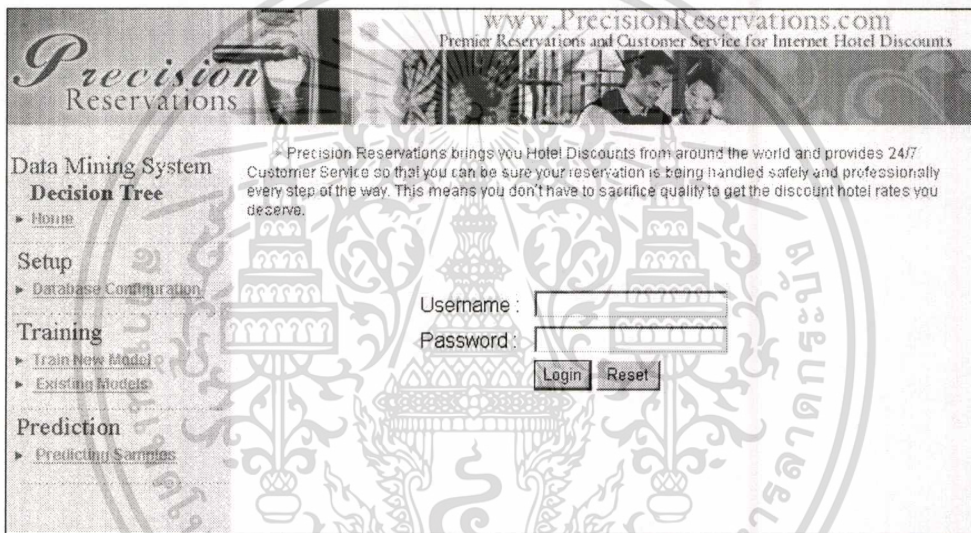 www.PrecisionReservations.com
Premier Reservations and Customer Service for Internet Hotel Discounts
Precision
Reservations
Data Mining System
Decision Tree
Home
Setup
Database Configuration
Training
Train New Model
Existing Models
Prediction
Predicting Samples
Precision Reservations brings you Hotel Discounts from around the world and provides 24/7
Customer Service so that you can be sure your reservation is being handled safely and professionally
every step of the way. This means you don't have to sacrifice quality to get the discount hotel rates you
deserve.
Username :
Password :
Login Reset